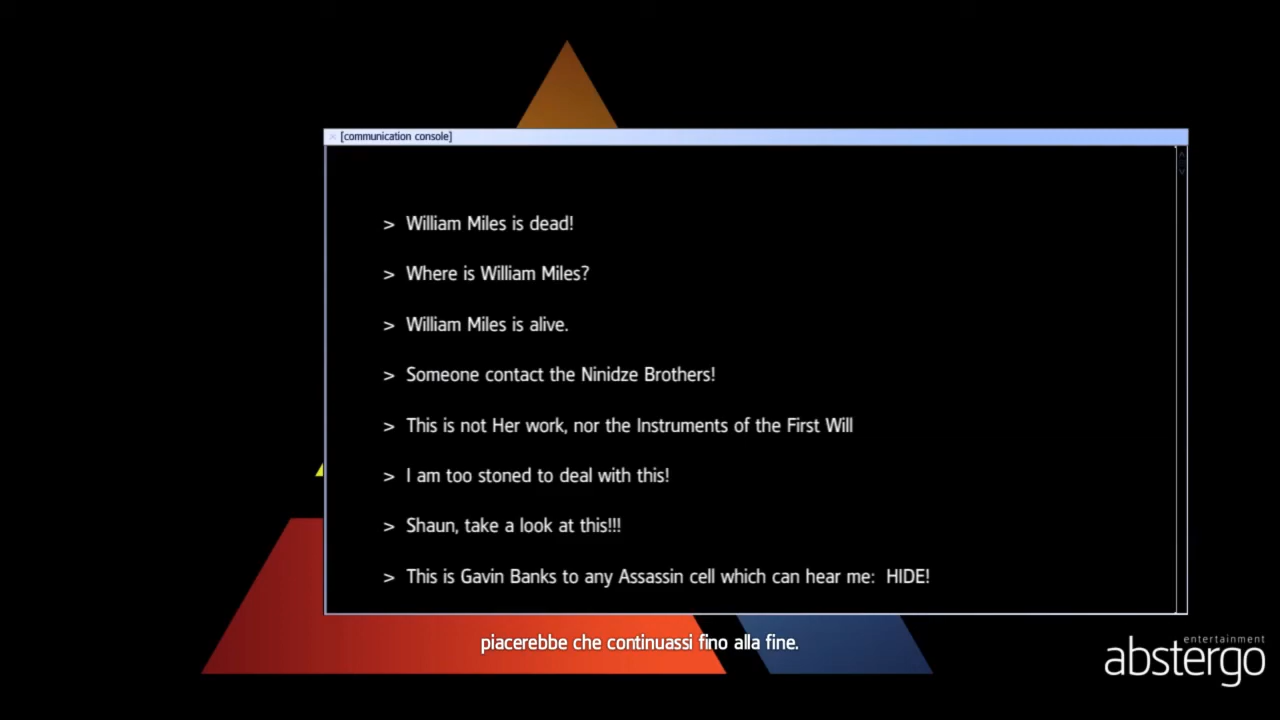 [communication console]
> William Miles is dead!
> Where is William Miles?
> William Miles is alive.
> Someone contact the Ninidze Brothers!
> This is not Her work, nor the Instruments of the First Will
> I am too stoned to deal with this!
> Shaun, take a look at this!!!
> This is Gavin Banks to any Assassin cell which can hear me: HIDE!
piacerebbe che continuassi fino alla fine.
entertainment
abstergo